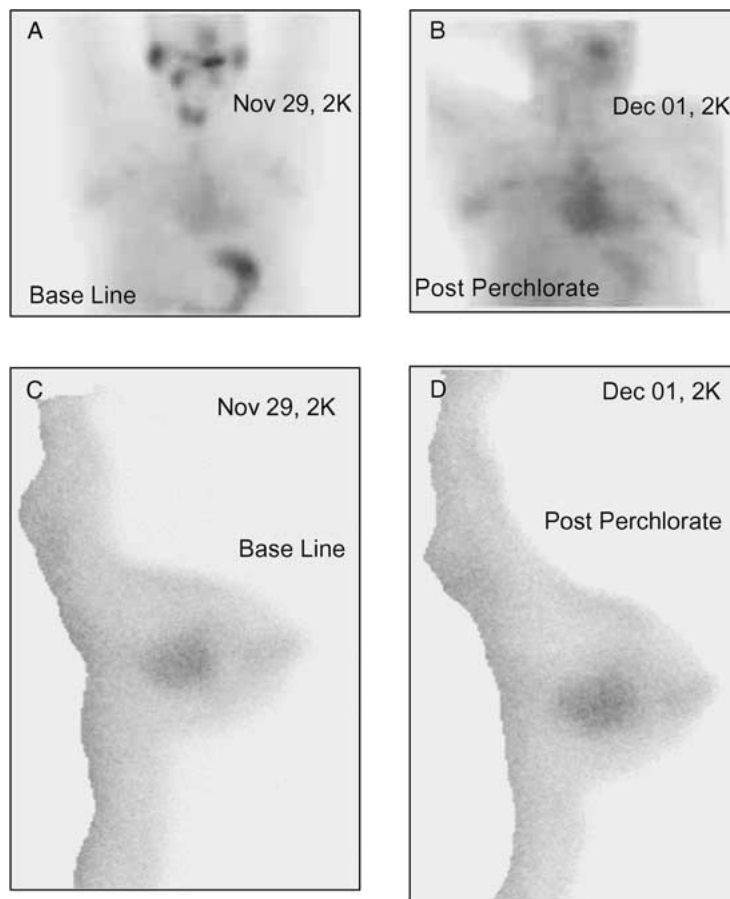 A
Nov 29, 2K
Base Line
B
Dec 01, 2K
Post Perchlorate
C
Nov 29, 2K
Base Line
D
Dec 01, 2K
Post Perchlorate